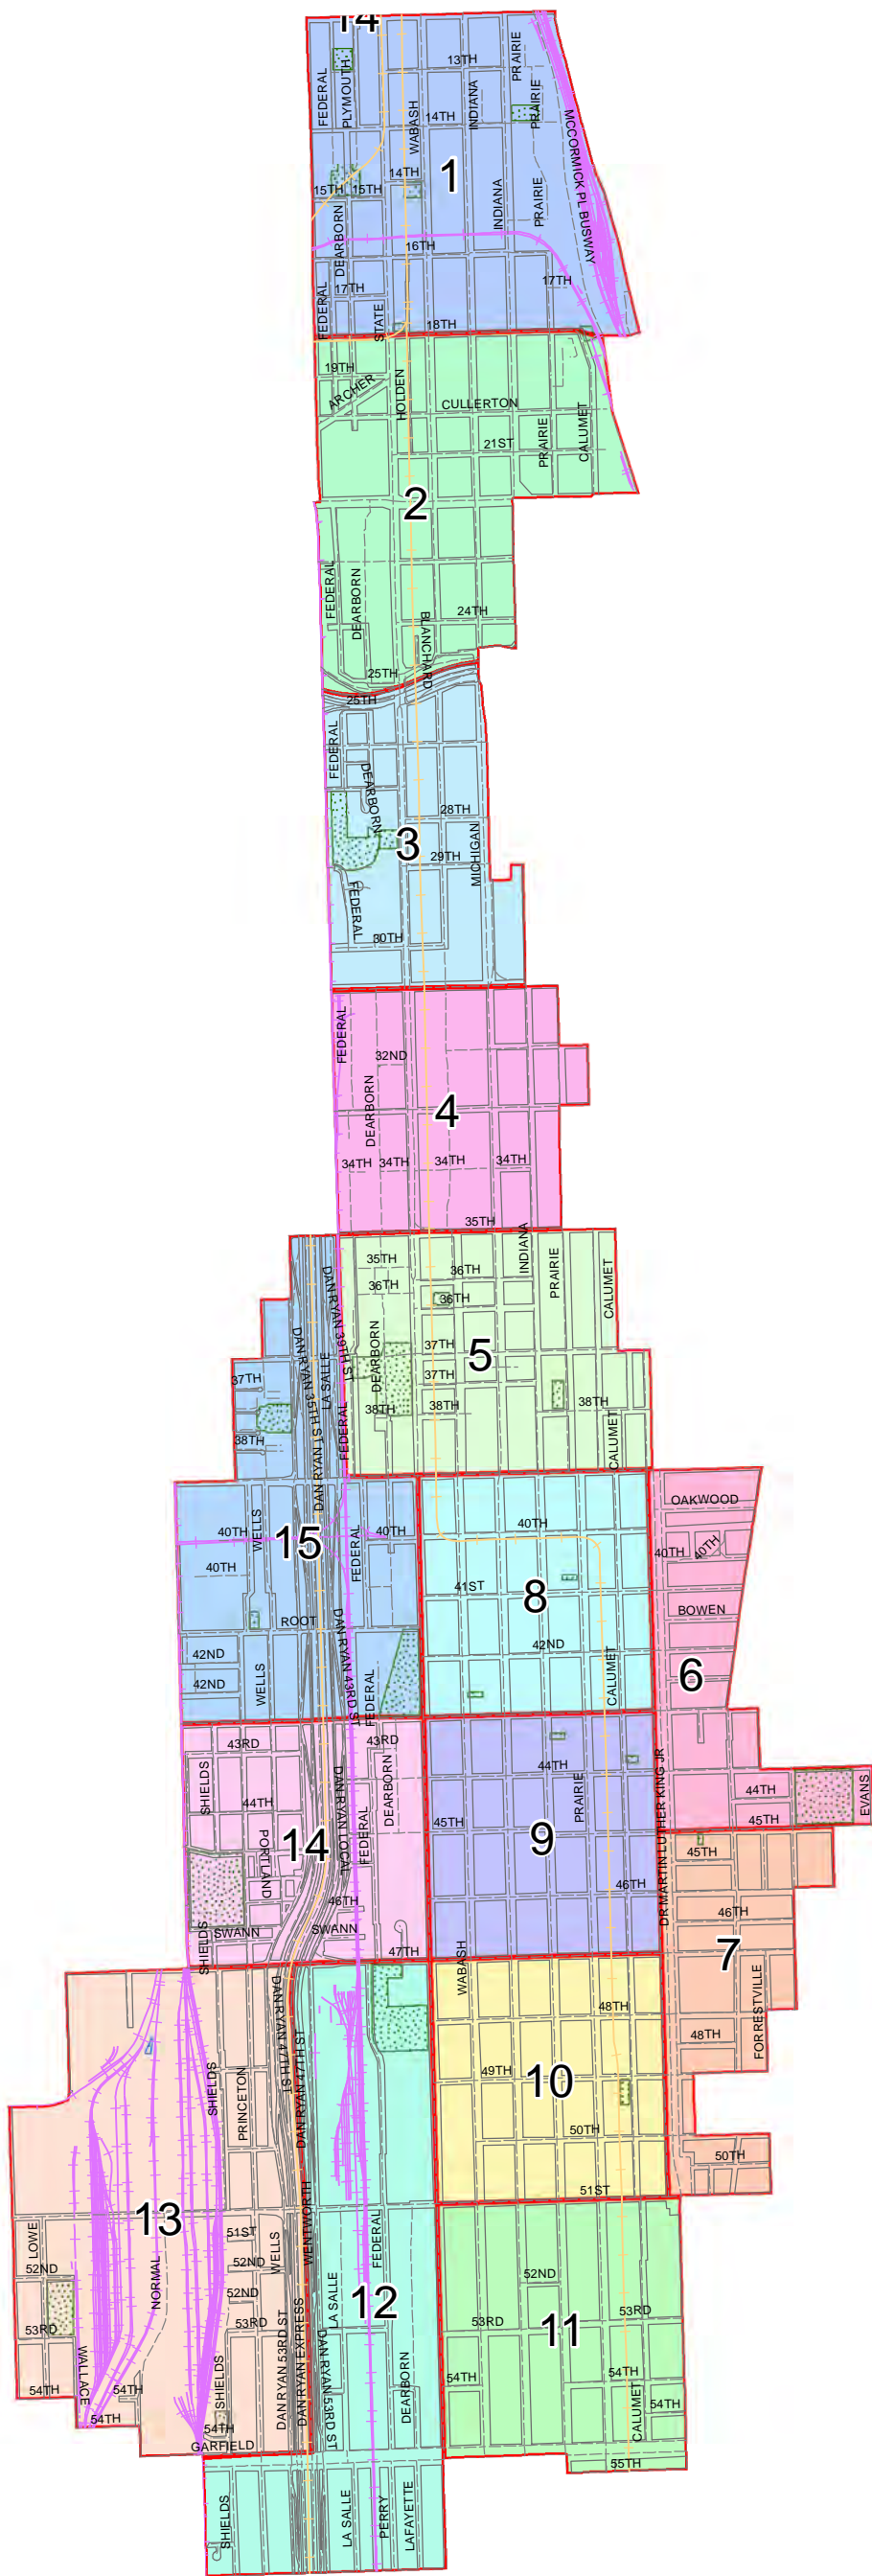 14
13TH
PRAIRIE
FEDERAL
PLYMOUTH
WABASH
14TH
INDIANA
PRAIRIE
MCCORMICK PL BUSWAY
1
14TH
15TH
15TH
DEARBORN
INDIANA
PRAIRIE
16TH
17TH
17TH
FEDERAL
STATE
18TH
19TH
ARCHER
HOLDEN
CULLERTON
21ST
PRAIRIE
CALUMET
2
FEDERAL
DEARBORN
24TH
BLANCHARD
25TH
25TH
FEDERAL
DEARBORN
28TH
3
29TH
MICHIGAN
FEDERAL
30TH
FEDERAL
32ND
DEARBORN
4
34TH
34TH
34TH
34TH
35TH
INDIANA
35TH
36TH
36TH
36TH
PRAIRIE
CALUMET
DAN RYAN 39TH ST
DAN RYAN 35TH ST
LA SALLE
DEARBORN
37TH
5
37TH
37TH
38TH
38TH
38TH
38TH
FEDERAL
CALUMET
DAN RYAN ST
OAKWOOD
40TH
WELLS
15
FEDERAL
40TH
40TH
40TH
40TH
40TH
41ST
8
BOWEN
ROOT
DAN RYAN 43RD ST
42ND
42ND
42ND
WELLS
FEDERAL
CALUMET
6
43RD
43RD
SHIELDS
44TH
DAN RYAN LOCAL
DEARBORN
44TH
PRAIRIE
DR MARTIN LUTHER KING JR
44TH
45TH
EVANS
45TH
PORTLAND
14
FEDERAL
9
45TH
46TH
46TH
46TH
SWANN
SWANN
SHIELDS
47TH
WABASH
7
FORRESTVILLE
DAN RYAN 47TH ST
DAN RYAN 47TH ST
48TH
48TH
SHIELDS
PRINCETON
49TH
10
50TH
50TH
51ST
WENTWORTH
13
LOWE
51ST
WELLS
FEDERAL
52ND
52ND
52ND
52ND
NORMAL
LA SALLE
12
53RD
53RD
53RD
53RD
11
DAN RYAN 53RD ST
DAN RYAN EXPRESS
DAN RYAN 53RD ST
DEARBORN
WALLACE
54TH
54TH
54TH
54TH
54TH
54TH
54TH
SHIELDS
CALUMET
GARFIELD
55TH
SHIELDS
LA SALLE
PERRY
LAFAYETTE